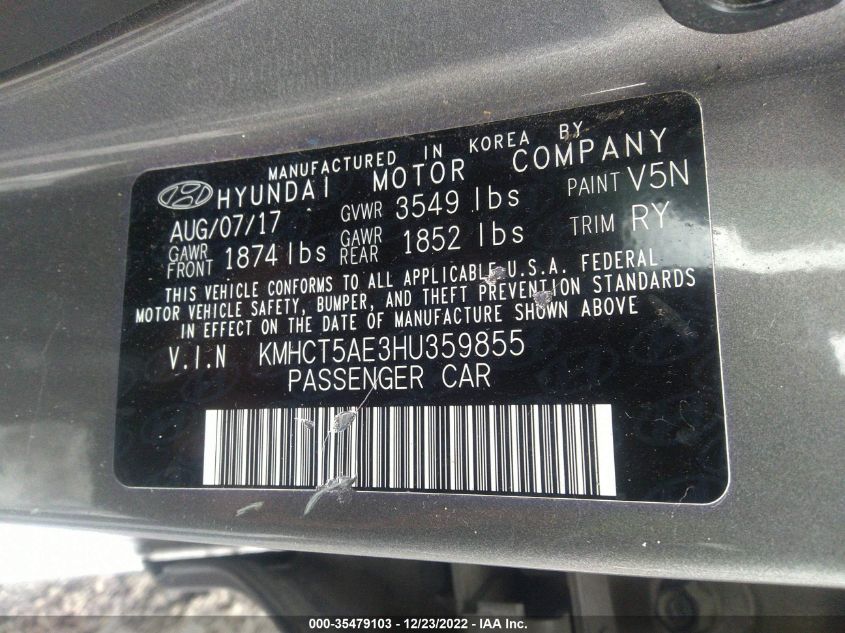 MANUFACTURED IN KOREA BY
HYUNDAI MOTOR COMPANY
AUG/07/17 GVWR 3549 lbs PAINT V5N
GAWR FRONT 1874 lbs GAWR REAR 1852 lbs TRIM RY
THIS VEHICLE CONFORMS TO ALL APPLICABLE U.S.A. FEDERAL
MOTOR VEHICLE SAFETY, BUMPER, AND THEFT PREVENTION STANDARDS
IN EFFECT ON THE DATE OF MANUFACTURE SHOWN ABOVE
V.I.N KMHCT5AE3HU359855
PASSENGER CAR
000-35479103 - 12/23/2022 - IAA Inc.